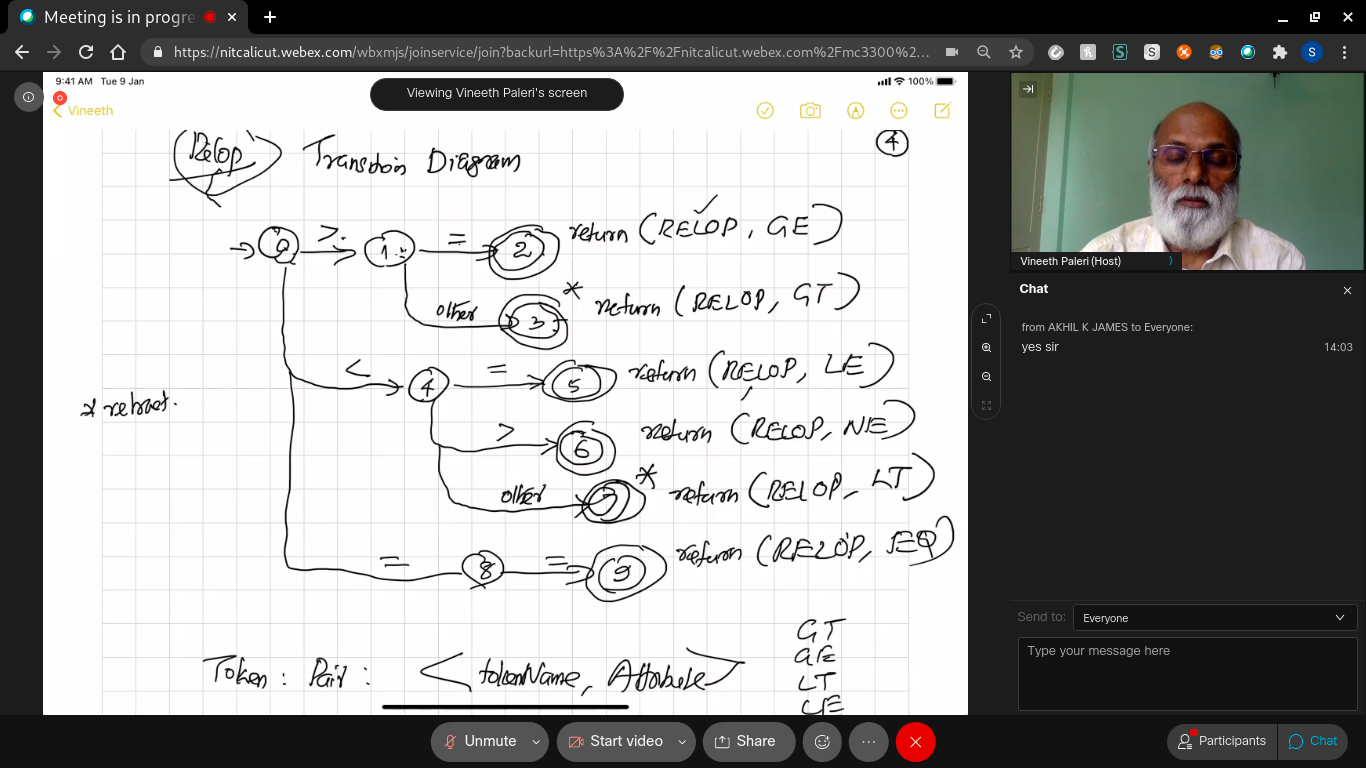 Meeting is in progre
https://nitcalicut.webex.com/wbxmjs/joinservice/join?backurl=https%3A%2F%2Fnitcalicut.webex.com%2Fmc3300%2...
S
9:41 AM Tue 9 Jan
100%
Viewing Vineeth Paleri's screen
Vineeth
Relop Transition Diagram
4
0 > 1 = 2 return (RELOP, GE)
other 3 * return (RELOP, GT)
< 4 = 5 return (RELOP, LE)
* retract.
> 6 return (RELOP, NE)
other 7 * return (RELOP, LT)
= 8 = 9 return (RELOP, EQ)
GT
GE
Token : Pair : < tokenName, Attribute >
LT
LE
Vineeth Paleri (Host)
Chat
from AKHIL K JAMES to Everyone:
yes sir 14:03
Send to: Everyone
Type your message here
Unmute
Start video
Share
Participants
Chat